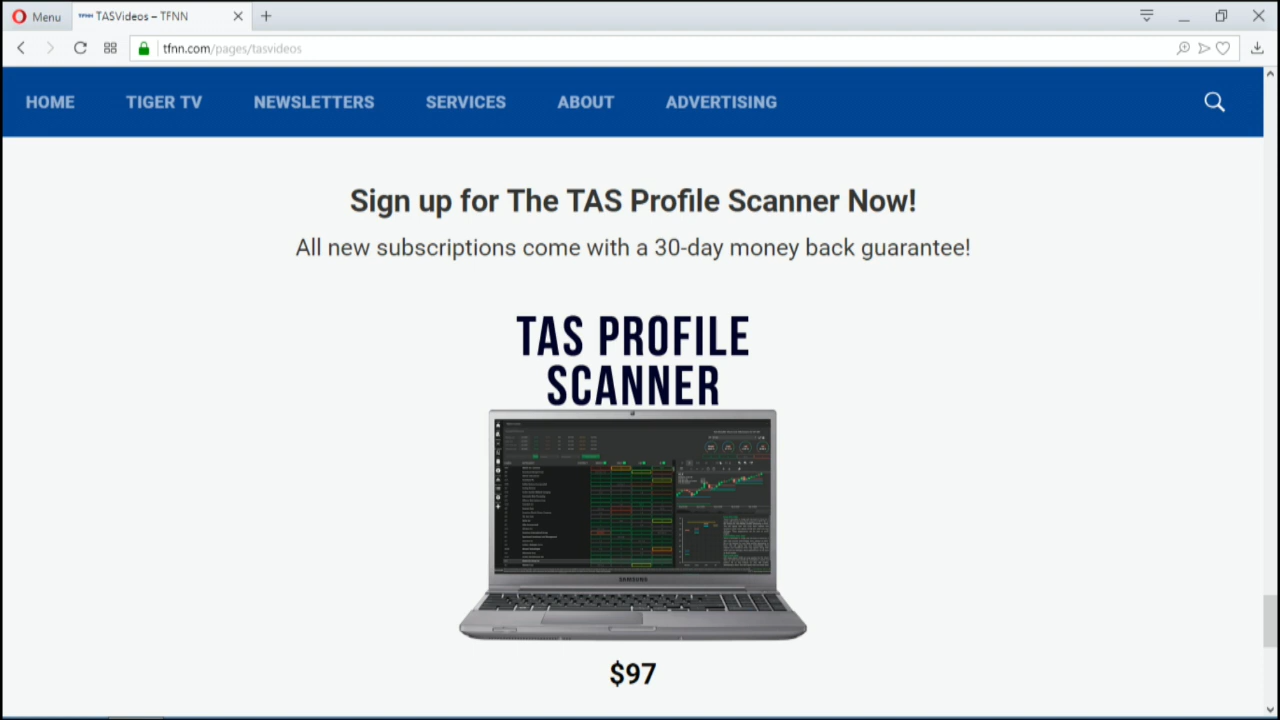 Menu
TFNN TASVideos – TFNN
tfnn.com/pages/tasvideos
HOME
TIGER TV
NEWSLETTERS
SERVICES
ABOUT
ADVERTISING
Sign up for The TAS Profile Scanner Now!
All new subscriptions come with a 30-day money back guarantee!
TAS PROFILE
SCANNER
SAMSUNG
$97